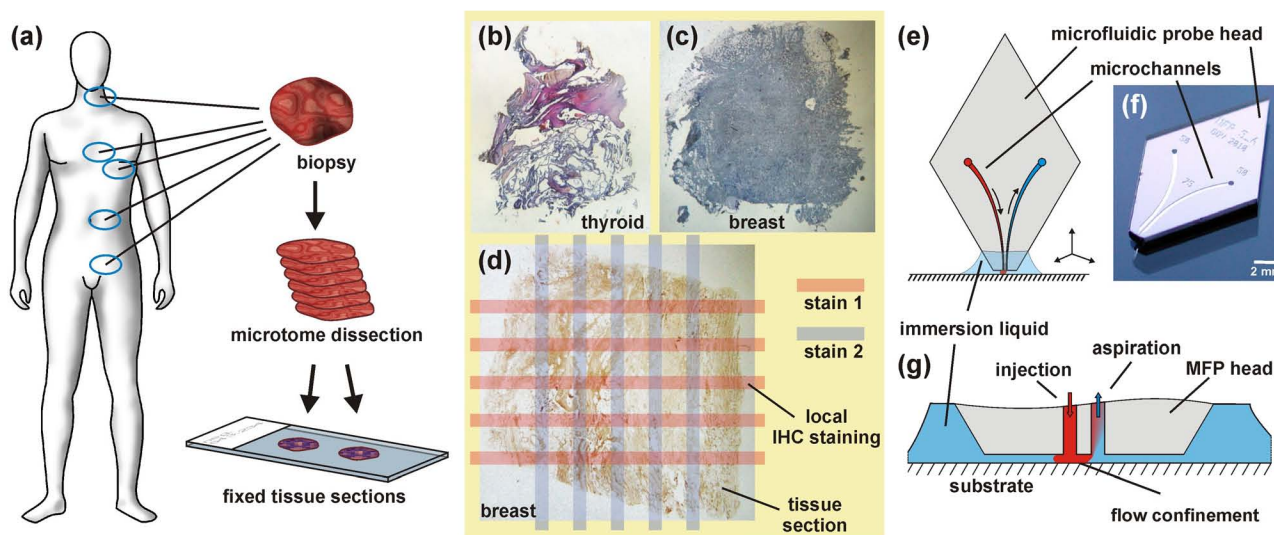 (a)
biopsy
microtome dissection
fixed tissue sections
(b)
thyroid
(c)
breast
(d)
stain 1
stain 2
local
IHC staining
tissue
section
breast
(e)
microfluidic probe head
microchannels
(f)
2 mm
immersion liquid
(g)
injection
aspiration
MFP head
substrate
flow confinement